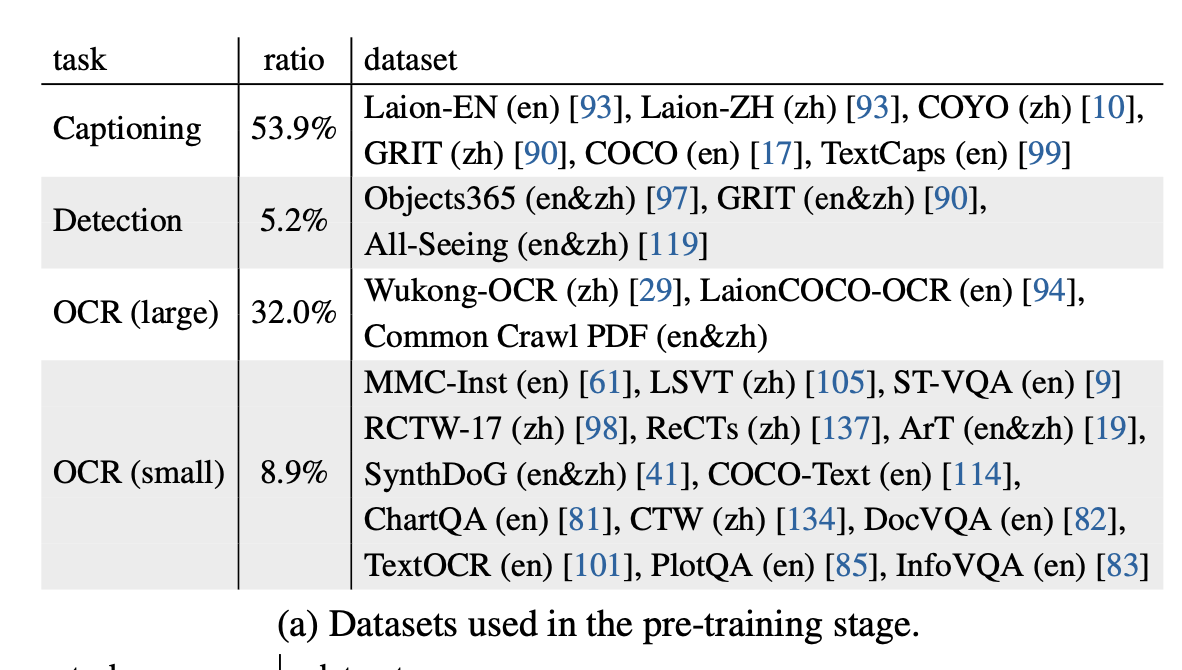 task ratio dataset
Captioning 53.9% Laion-EN (en) [93], Laion-ZH (zh) [93], COYO (zh) [10],
GRIT (zh) [90], COCO (en) [17], TextCaps (en) [99]
Detection 5.2% Objects365 (en&zh) [97], GRIT (en&zh) [90],
All-Seeing (en&zh) [119]
OCR (large) 32.0% Wukong-OCR (zh) [29], LaionCOCO-OCR (en) [94],
Common Crawl PDF (en&zh)
OCR (small) 8.9% MMC-Inst (en) [61], LSVT (zh) [105], ST-VQA (en) [9]
RCTW-17 (zh) [98], ReCTs (zh) [137], ArT (en&zh) [19],
SynthDoG (en&zh) [41], COCO-Text (en) [114],
ChartQA (en) [81], CTW (zh) [134], DocVQA (en) [82],
TextOCR (en) [101], PlotQA (en) [85], InfoVQA (en) [83]
(a) Datasets used in the pre-training stage.